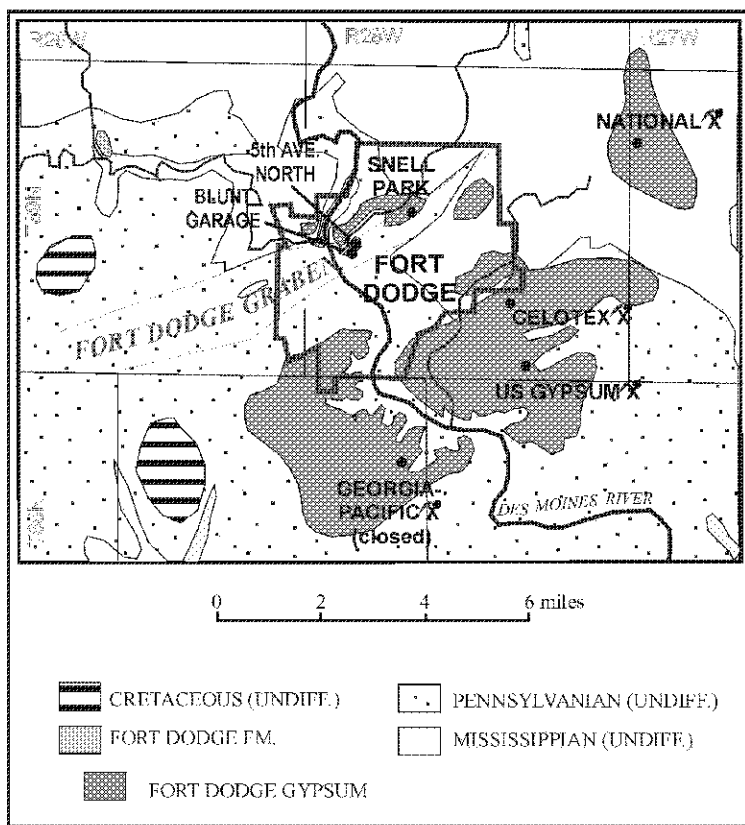 R28W
R27W
NATIONAL
5th AVE.
NORTH
SNELL
PARK
BLUNT
GARAGE
FORT
DODGE
FORT DODGE GRABEN
CELOTEX
US GYPSUM
GEORGIA-
PACIFIC
(closed)
DES MOINES RIVER
0 2 4 6 miles
CRETACEOUS (UNDIFF.)
PENNSYLVANIAN (UNDIFF.)
FORT DODGE FM.
MISSISSIPPIAN (UNDIFF.)
FORT DODGE GYPSUM